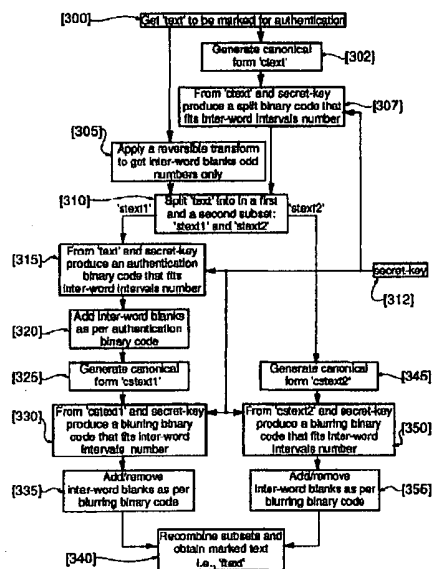 [300]
Get 'text' to be marked for authentication
Generate canonical
form 'ctext'
[302]
From 'ctext' and secret-key
produce a split binary code that
fits inter-word intervals number
[307]
[305]
Apply a reversible transform
to get inter-word blanks odd
numbers only
[310]
Split 'text' into in a first
and a second subset:
'stext1' and 'stext2'
'stext1'
'stext2'
[315]
From 'text' and secret-key
produce an authentication
binary code that fits
inter-word intervals number
secret-key
[312]
[320]
Add inter-word blanks
as per authentication
binary code
[325]
Generate canonical
form 'cstext1'
Generate canonical
form 'cstext2'
[345]
[330]
From 'cstext1' and secret-key
produce a blurring binary
code that fits inter-word
intervals number
From 'cstext2' and secret-key
produce a blurring binary
code that fits inter-word
intervals number
[350]
[335]
Add/remove
inter-word blanks as per
blurring binary code
Add/remove
inter-word blanks as per
blurring binary code
[355]
[340]
Recombine subsets and
obtain marked text
i.e., 'ftext'